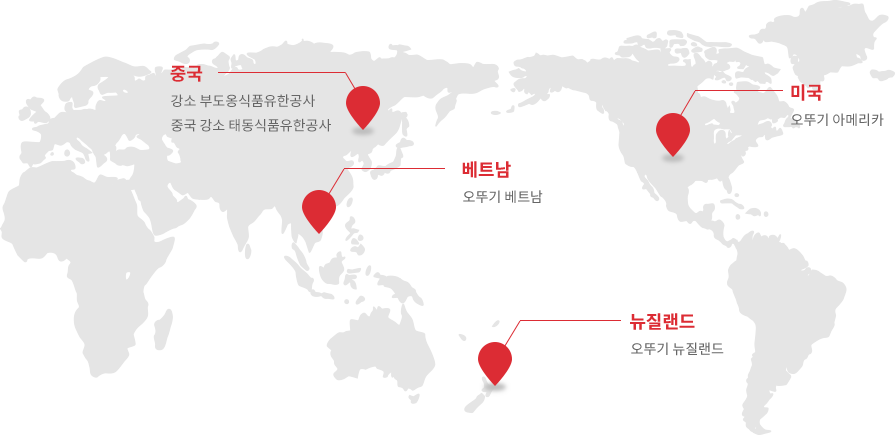 중국
강소 부도옹식품유한공사
중국 강소 태동식품유한공사
미국
오뚜기 아메리카
베트남
오뚜기 베트남
뉴질랜드
오뚜기 뉴질랜드